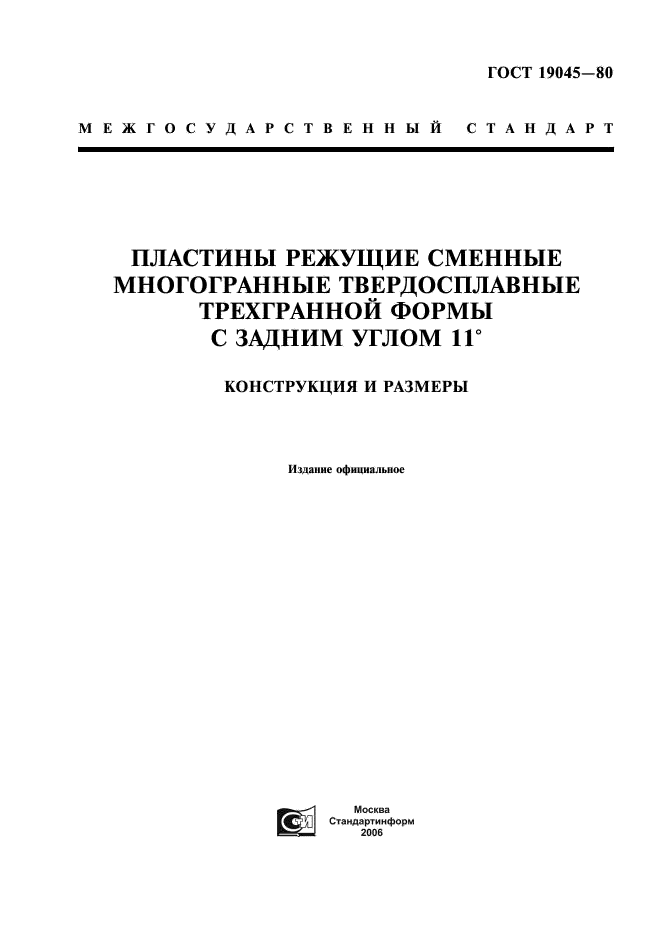 ГОСТ 19045—80
МЕЖГОСУДАРСТВЕННЫЙ СТАНДАРТ
ПЛАСТИНЫ РЕЖУЩИЕ СМЕННЫЕ
МНОГОГРАННЫЕ ТВЕРДОСПЛАВНЫЕ
ТРЕХГРАННОЙ ФОРМЫ
С ЗАДНИМ УГЛОМ 11°
КОНСТРУКЦИЯ И РАЗМЕРЫ
Издание официальное
Москва
Стандартинформ
2006